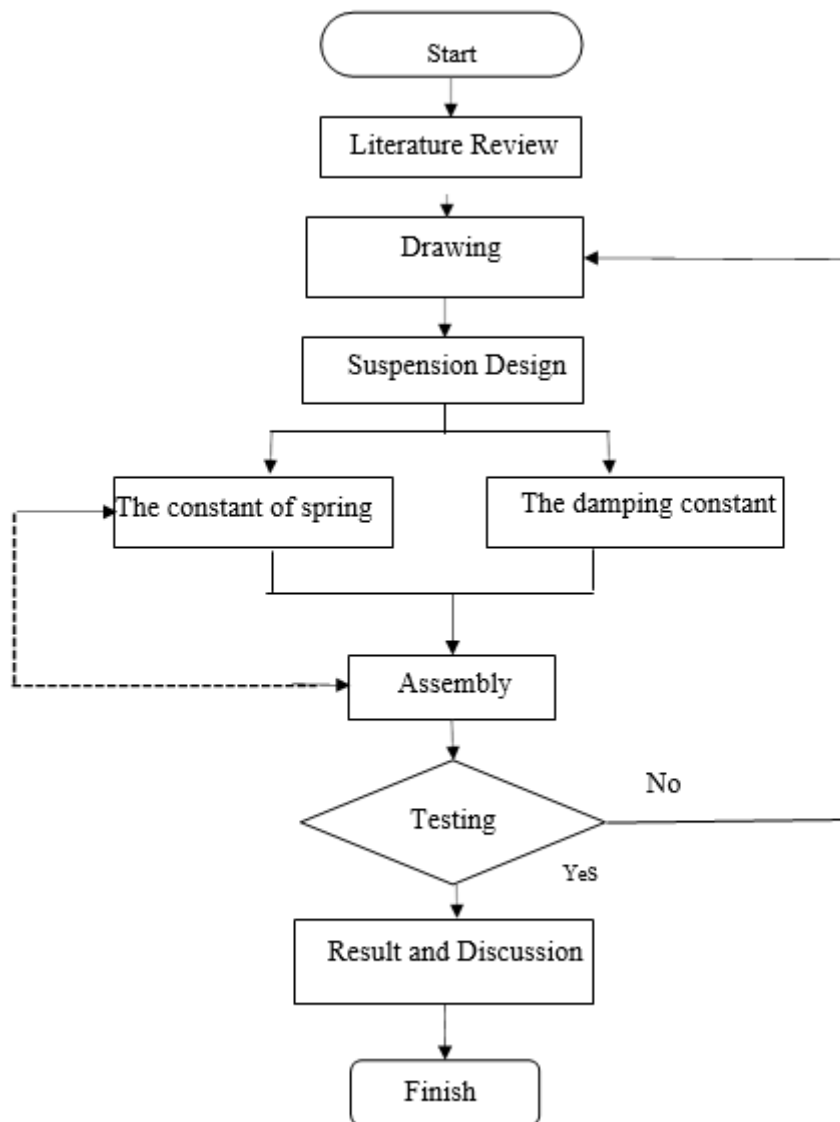 Start
Literature Review
Drawing
Suspension Design
The constant of spring
The damping constant
Assembly
No
Testing
Yes
Result and Discussion
Finish